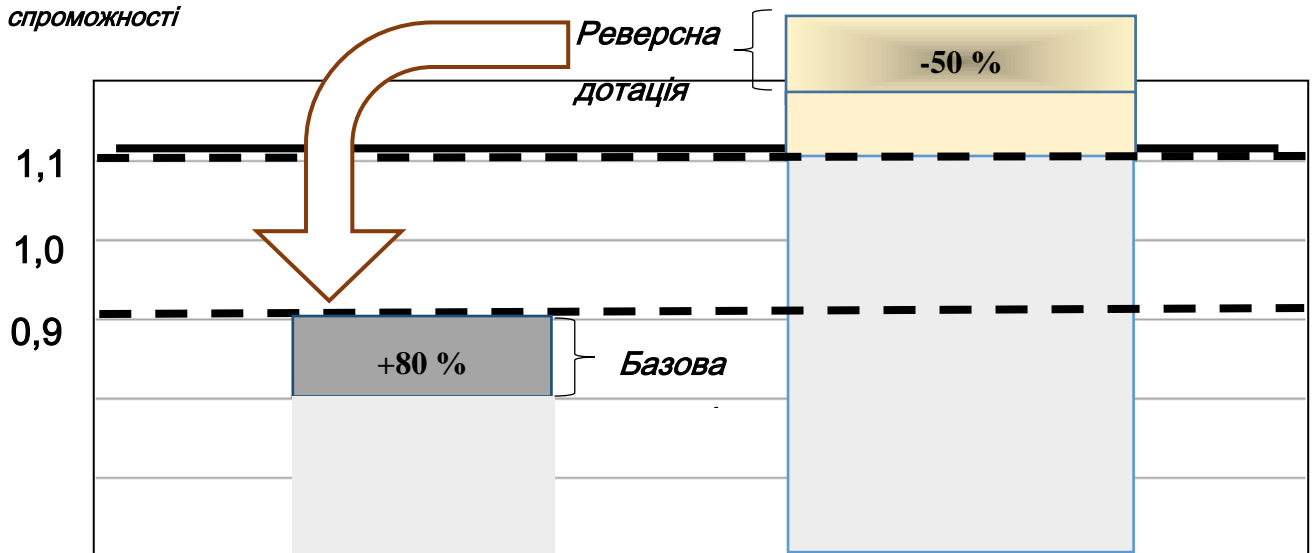 спроможності
Реверсна
дотація
-50 %
1,1
1,0
0,9
+80 %
Базова